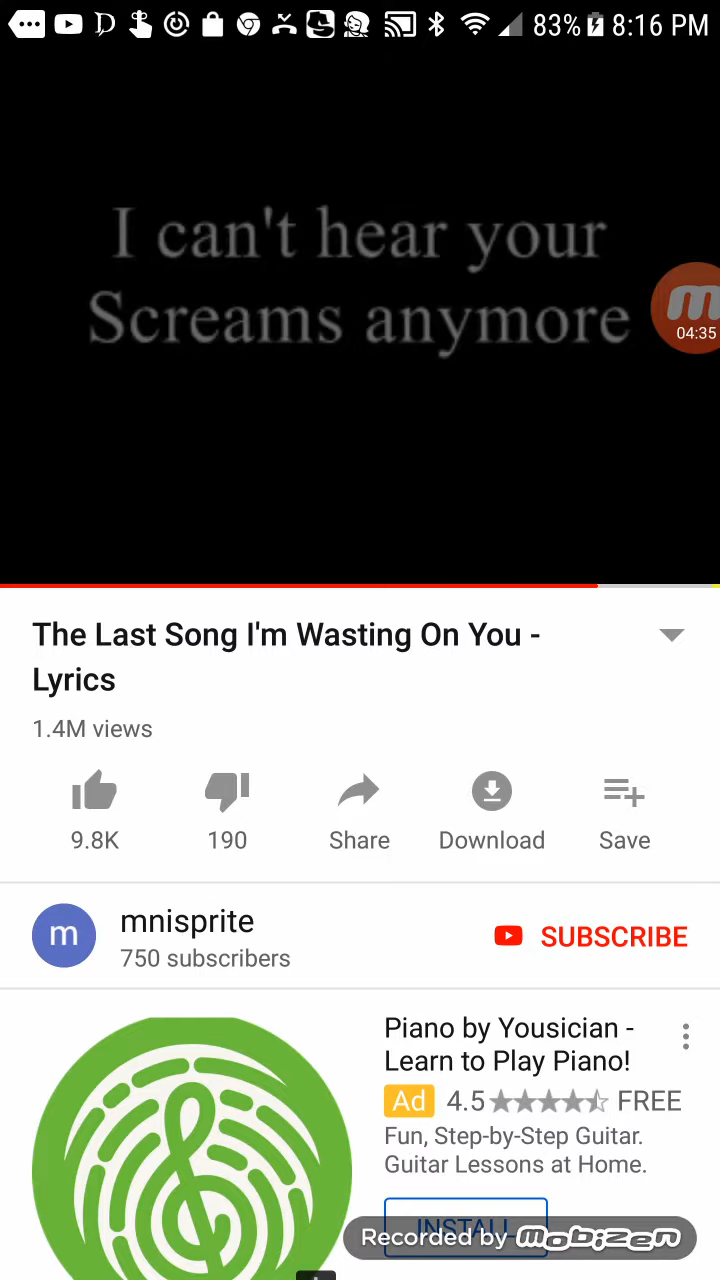 83% 8:16 PM
I can't hear your
Screams anymore
04:35
The Last Song I'm Wasting On You -
Lyrics
1.4M views
9.8K 190 Share Download Save
m
mnisprite
750 subscribers
SUBSCRIBE
Piano by Yousician -
Learn to Play Piano!
Ad 4.5 FREE
Fun, Step-by-Step Guitar.
Guitar Lessons at Home.
INSTALL
Recorded by mobizen